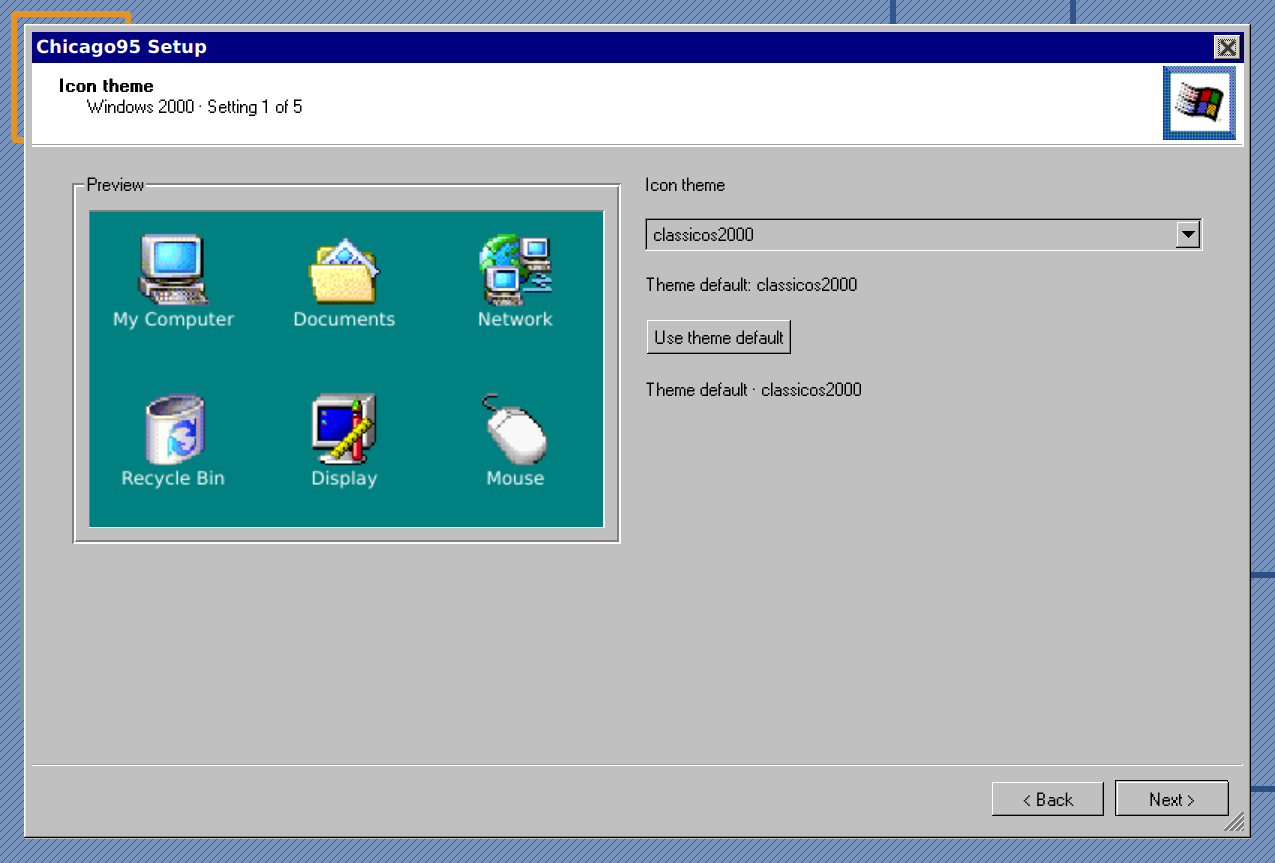 Chicago95 Setup
Icon theme
Windows 2000 · Setting 1 of 5
Preview
My Computer
Documents
Network
Recycle Bin
Display
Mouse
Icon theme
classicos2000
Theme default: classicos2000
Use theme default
Theme default · classicos2000
< Back
Next >